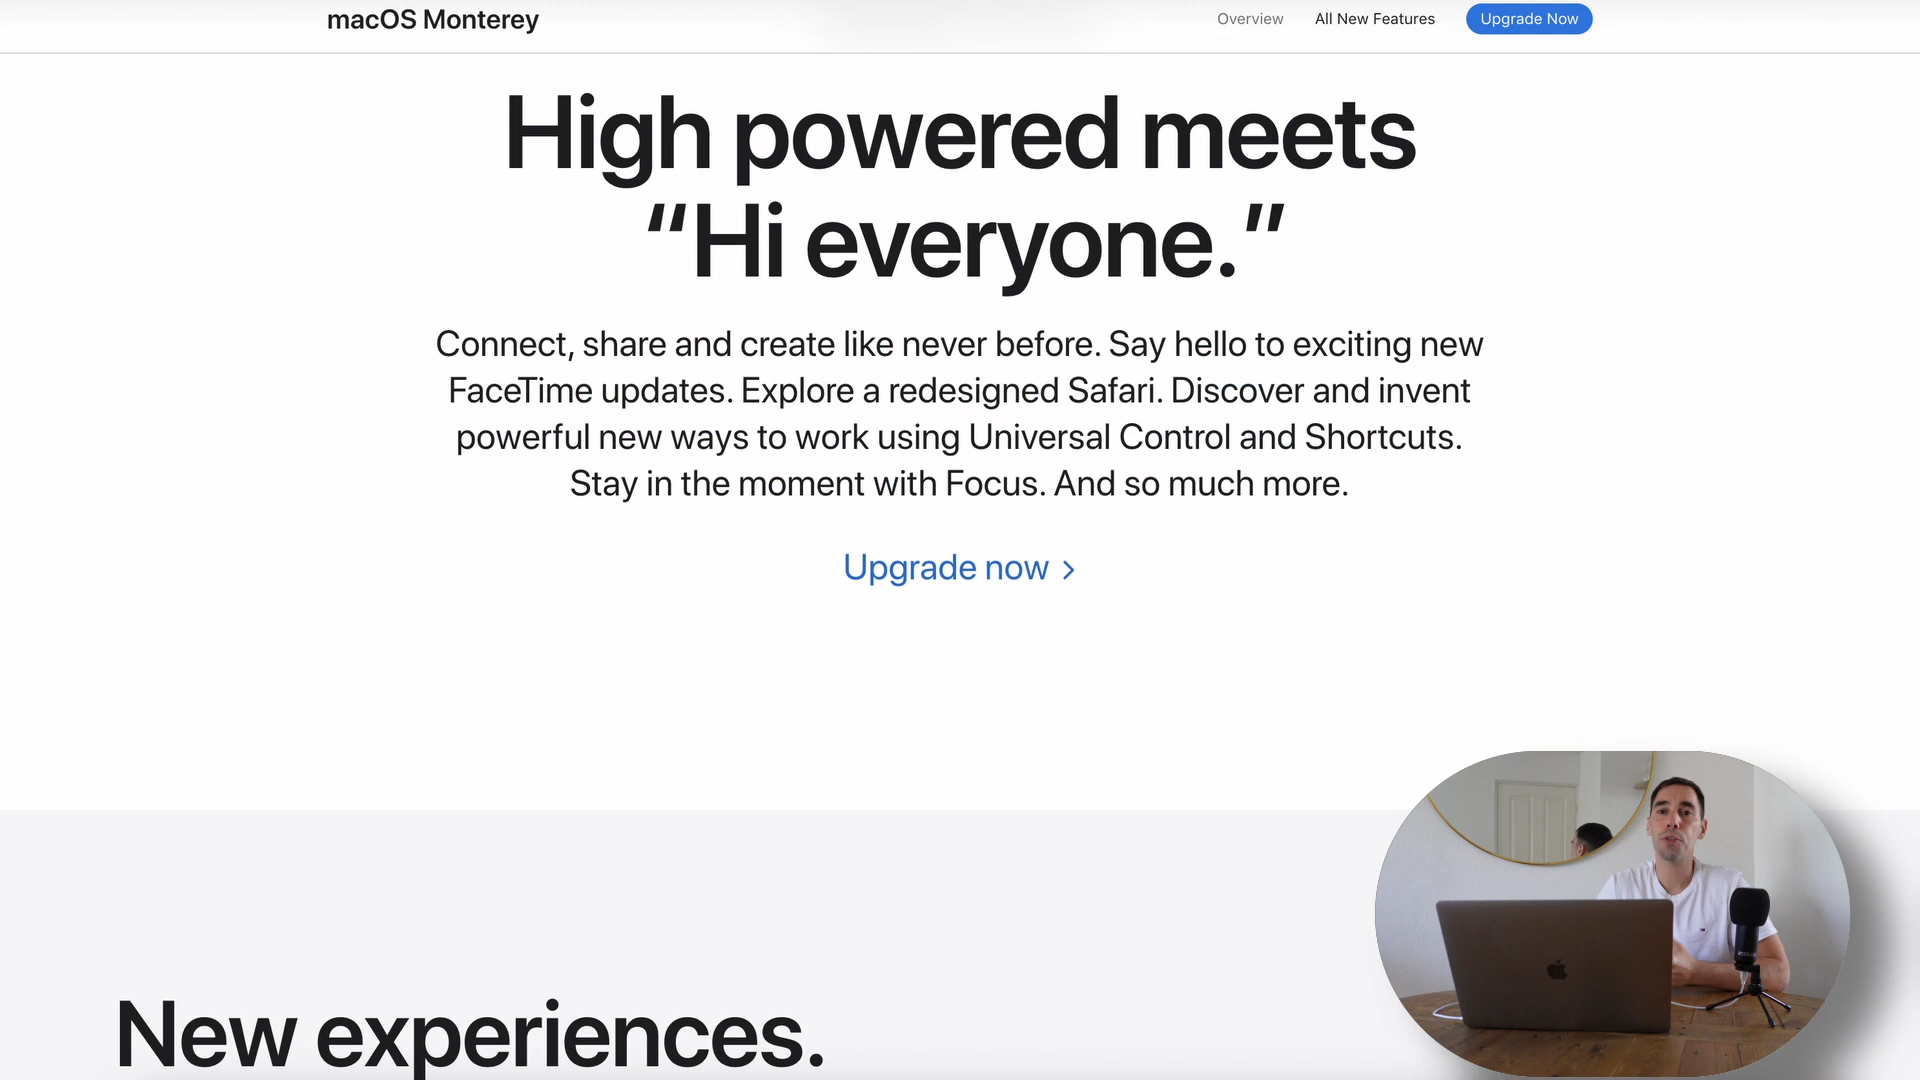 macOS Monterey
Overview
All New Features
Upgrade Now
High powered meets
“Hi everyone.”
Connect, share and create like never before. Say hello to exciting new
FaceTime updates. Explore a redesigned Safari. Discover and invent
powerful new ways to work using Universal Control and Shortcuts.
Stay in the moment with Focus. And so much more.
Upgrade now >
New experiences.